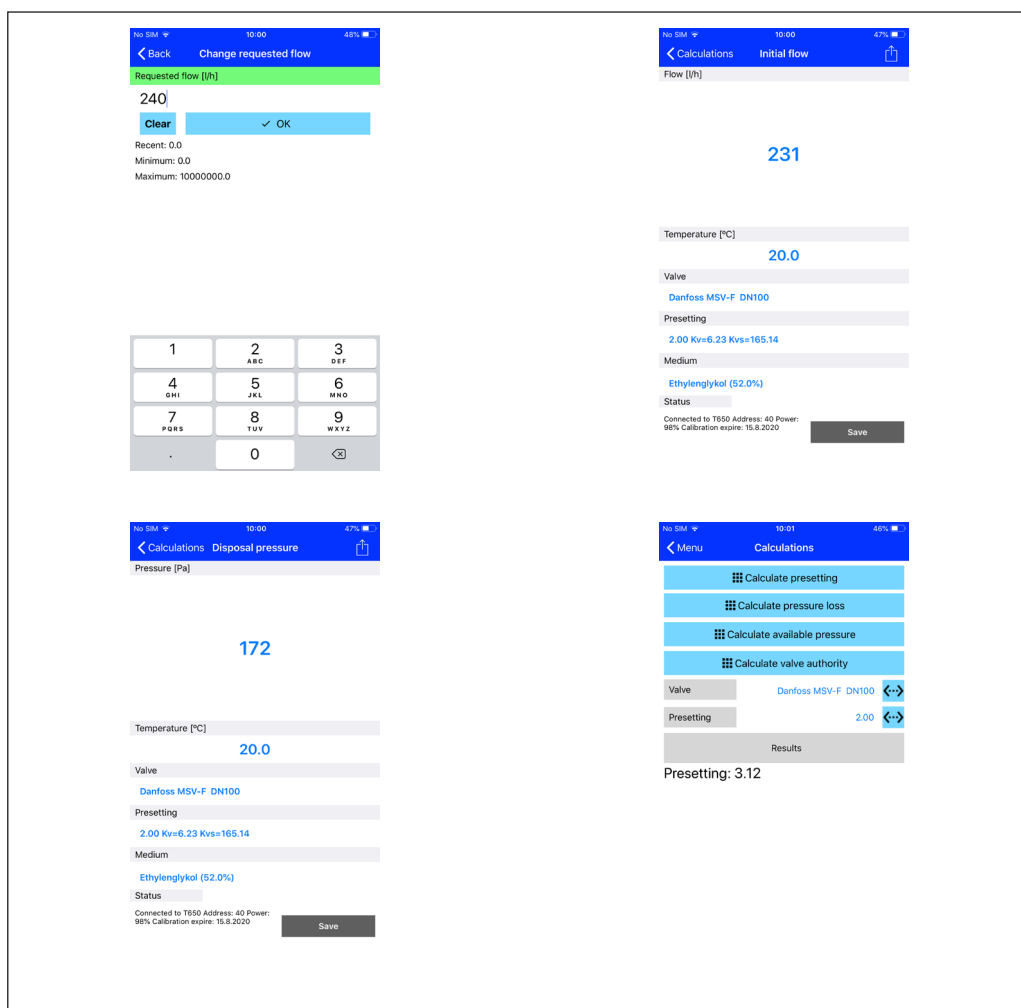 No SIM 10:00 48%
Back Change requested flow
Requested flow [l/h]
240
Clear ✓ OK
Recent: 0.0
Minimum: 0.0
Maximum: 10000000.0
1 2 3
ABC DEF
4 5 6
GHI JKL MNO
7 8 9
PQRS TUV WXYZ
. 0
No SIM 10:00 47%
Calculations Initial flow
Flow [l/h]
231
Temperature [ºC]
20.0
Valve
Danfoss MSV-F DN100
Presetting
2.00 Kv=6.23 Kvs=165.14
Medium
Ethylenglykol (52.0%)
Status
Connected to T650 Address: 40 Power:
98% Calibration expire: 15.8.2020
Save
No SIM 10:00 47%
Calculations Disposal pressure
Pressure [Pa]
172
Temperature [ºC]
20.0
Valve
Danfoss MSV-F DN100
Presetting
2.00 Kv=6.23 Kvs=165.14
Medium
Ethylenglykol (52.0%)
Status
Connected to T650 Address: 40 Power:
98% Calibration expire: 15.8.2020
Save
No SIM 10:01 46%
Menu Calculations
Calculate presetting
Calculate pressure loss
Calculate available pressure
Calculate valve authority
Valve Danfoss MSV-F DN100
Presetting 2.00
Results
Presetting: 3.12